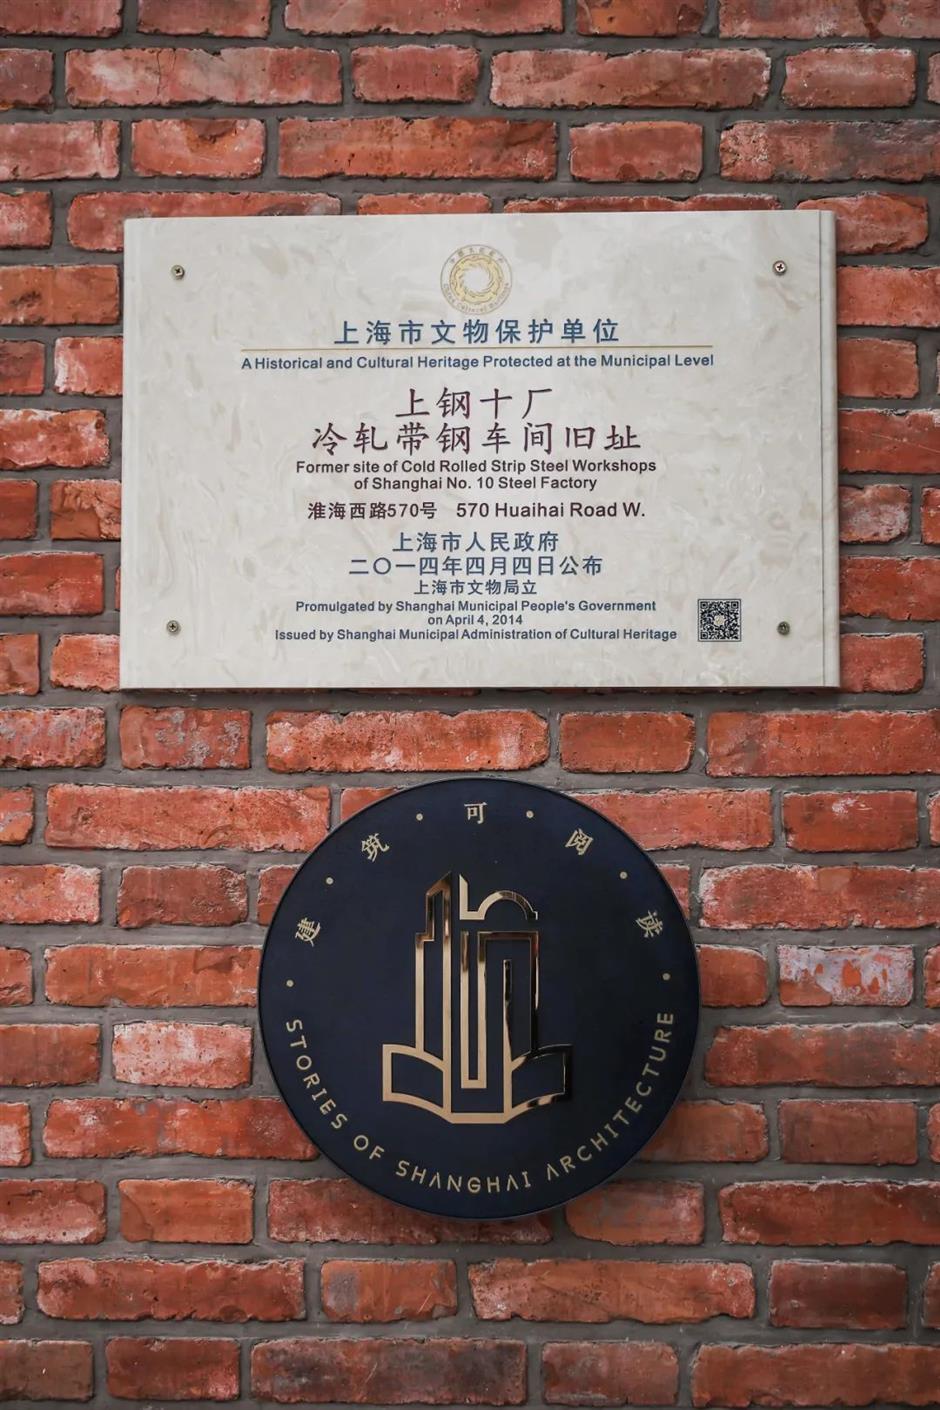 上海市文物保护单位
A Historical and Cultural Heritage Protected at the Municipal Level
上钢十厂
冷轧带钢车间旧址
Former site of Cold Rolled Strip Steel Workshops
of Shanghai No. 10 Steel Factory
淮海西路570号 570 Huaihai Road W.
上海市人民政府
二〇一四年四月四日公布
上海市文物局立
Promulgated by Shanghai Municipal People's Government
on April 4, 2014
Issued by Shanghai Municipal Administration of Cultural Heritage
建·筑·可·阅·读
STORIES OF SHANGHAI ARCHITECTURE